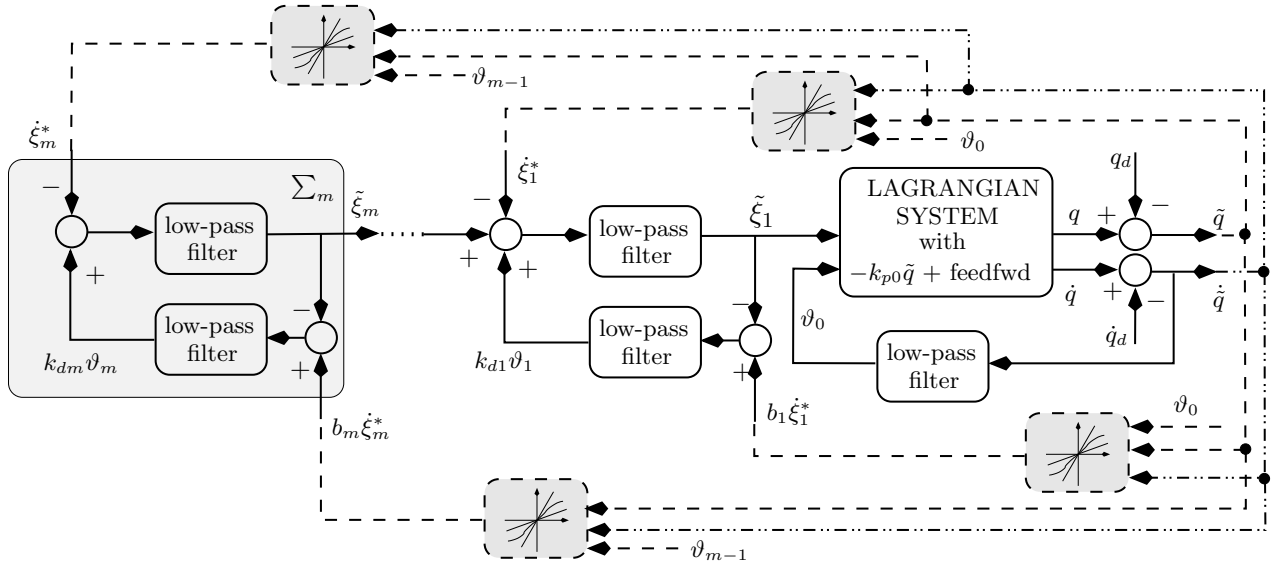 ϑ_{m−1}
ξ̇*_m
ϑ_0
ξ̇*_1
q_d
−
∑_m
ξ̃_m
−
low-pass
filter
+
low-pass
filter
−
+
k_{dm}ϑ_m
b_m ξ̇*_m
+
+
low-pass
filter
ξ̃_1
low-pass
filter
−
+
k_{d1}ϑ_1
b_1 ξ̇*_1
LAGRANGIAN
SYSTEM
with
−k_{p0}q̃ + feedfwd
ϑ_0
q
+
−
q̃
q̇
+
−
q̃̇
q̇_d
low-pass
filter
ϑ_0
ϑ_{m−1}